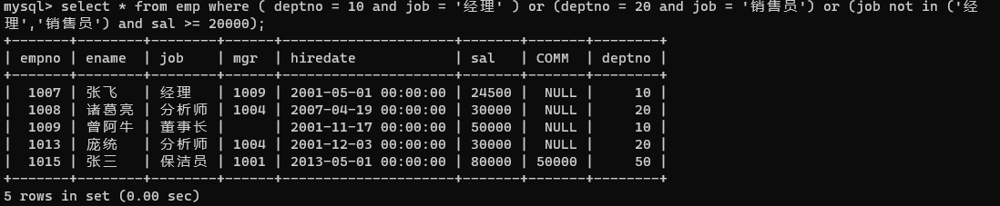 mysql> select * from emp where ( deptno = 10 and job = '经理' ) or (deptno = 20 and job = '销售员') or (job not in ('经
理','销售员') and sal >= 20000);
+-------+--------+--------+------+---------------------+-------+-------+--------+
| empno | ename  | job    | mgr  | hiredate            | sal   | COMM  | deptno |
+-------+--------+--------+------+---------------------+-------+-------+--------+
|  1007 | 张飞   | 经理   | 1009 | 2001-05-01 00:00:00 | 24500 |  NULL |     10 |
|  1008 | 诸葛亮 | 分析师 | 1004 | 2007-04-19 00:00:00 | 30000 |  NULL |     20 |
|  1009 | 曾阿牛 | 董事长 |      | 2001-11-17 00:00:00 | 50000 |  NULL |     10 |
|  1013 | 庞统   | 分析师 | 1004 | 2001-12-03 00:00:00 | 30000 |  NULL |     20 |
|  1015 | 张三   | 保洁员 | 1001 | 2013-05-01 00:00:00 | 80000 | 50000 |     50 |
+-------+--------+--------+------+---------------------+-------+-------+--------+
5 rows in set (0.00 sec)